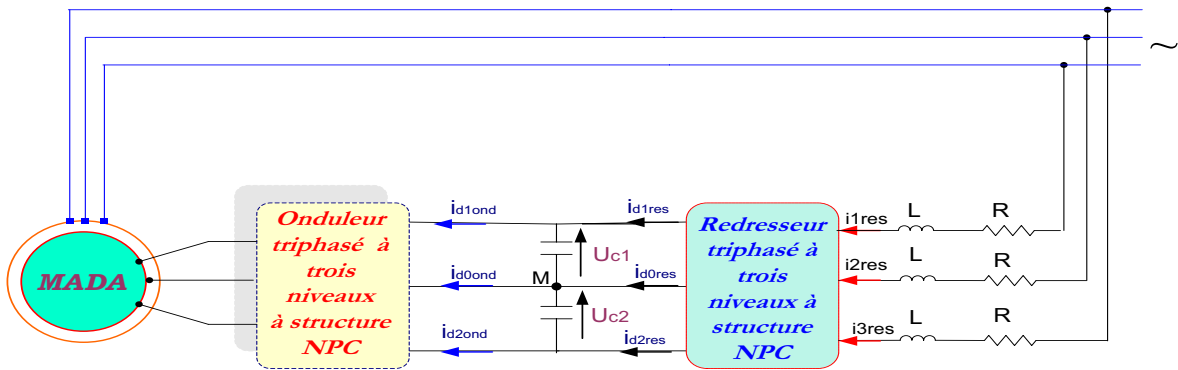 ~
MADA
Onduleur
triphasé à
trois
niveaux
à structure
NPC
id1ond
id0ond
id2ond
M
Uc1
Uc2
id1res
id0res
id2res
Redresseur
triphasé à
trois
niveaux à
structure
NPC
i1res
L
R
i2res
L
R
i3res
L
R